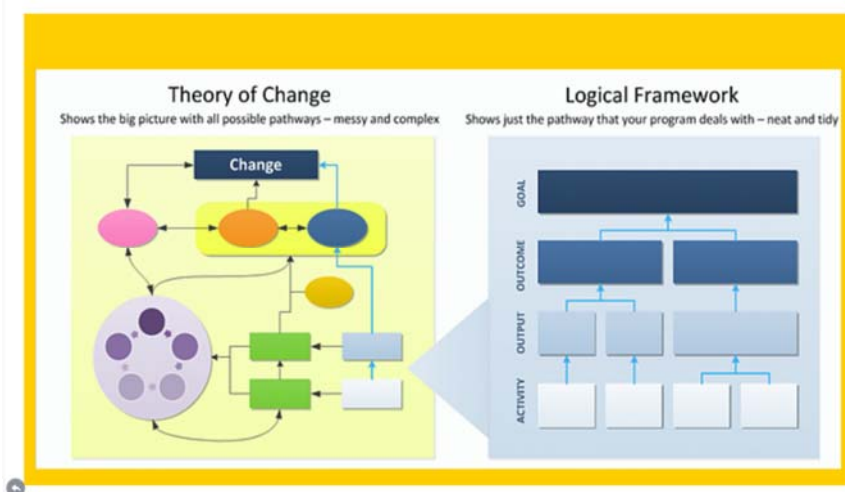 Theory of Change
Shows the big picture with all possible pathways – messy and complex
Change
Logical Framework
Shows just the pathway that your program deals with – neat and tidy
GOAL
OUTCOME
OUTPUT
ACTIVITY